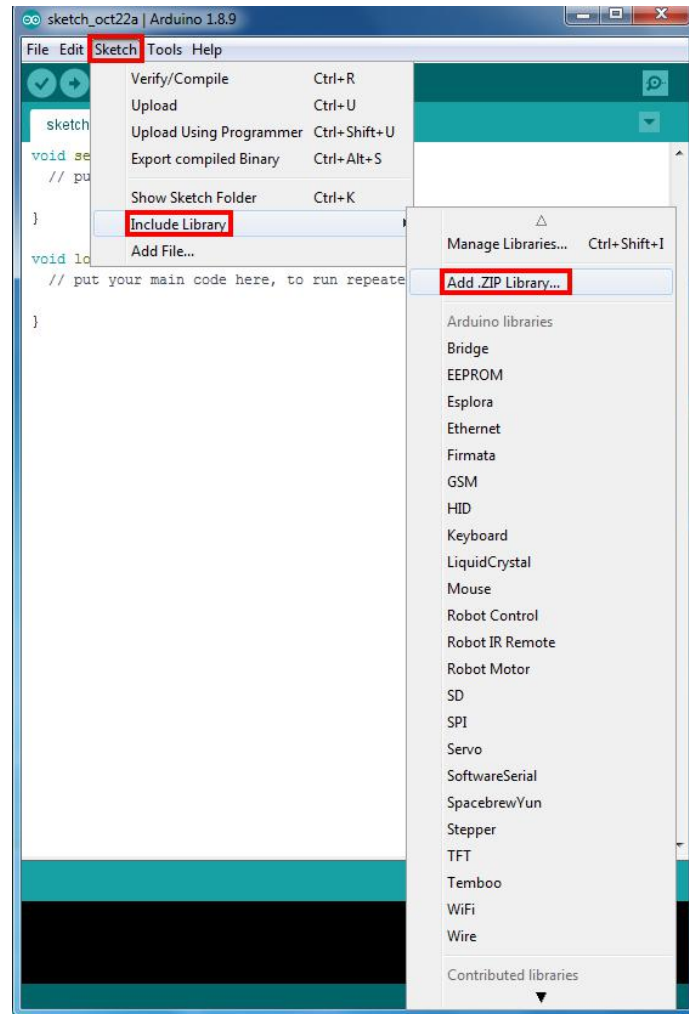 sketch_oct22a | Arduino 1.8.9
File Edit Sketch Tools Help
Verify/Compile Ctrl+R
Upload Ctrl+U
Upload Using Programmer Ctrl+Shift+U
Export compiled Binary Ctrl+Alt+S
Show Sketch Folder Ctrl+K
Include Library
Add File...
sketch
void se
// pu
}
void lo
// put your main code here, to run repeate
}
Manage Libraries... Ctrl+Shift+I
Add .ZIP Library...
Arduino libraries
Bridge
EEPROM
Esplora
Ethernet
Firmata
GSM
HID
Keyboard
LiquidCrystal
Mouse
Robot Control
Robot IR Remote
Robot Motor
SD
SPI
Servo
SoftwareSerial
SpacebrewYun
Stepper
TFT
Temboo
WiFi
Wire
Contributed libraries